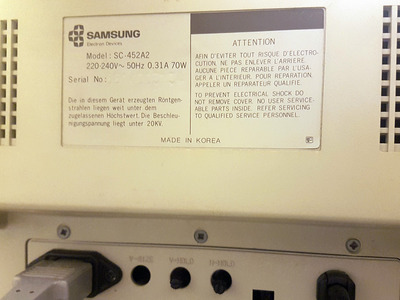 SAMSUNG
Electron Devices
Model : SC-452A2
220-240V~ 50Hz 0.31A 70W
Serial No :
Die in diesem Gerät erzeugten Röntgen-
strahlen liegen weit unter dem
zugelassenen Höchstwert. Die Beschleu-
nigungspannung liegt unter 20KV.
ATTENTION
AFIN D'EVITER TOUT RISQUE D'ELECTRO-
CUTION, NE PAS ENLEVER L'ARRIERE
AUCUNE PIECE REPARABLE PAR L'USA-
GER A L'INTERIEUR. POUR REPARATION,
APPELER UN REPARATEUR QUALIFIE.
TO PREVENT ELECTRICAL SHOCK DO
NOT REMOVE COVER. NO USER SERVICE-
ABLE PARTS INSIDE. REFER SERVICING
TO QUALIFIED SERVICE PERSONNEL.
MADE IN KOREA
V-SIZE V-HOLD H-HOLD